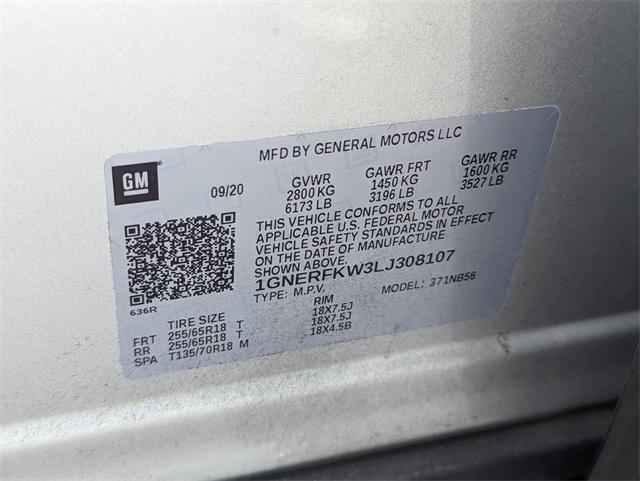 MFD BY GENERAL MOTORS LLC
GM
09/20
GVWR GAWR FRT GAWR RR
2800 KG 1450 KG 1600 KG
6173 LB 3196 LB 3527 LB
THIS VEHICLE CONFORMS TO ALL
APPLICABLE U.S. FEDERAL MOTOR
VEHICLE SAFETY STANDARDS IN EFFECT
ON THE DATE OF MANUFACTURE
SHOWN ABOVE.
1GNERFKW3LJ308107
TYPE: M.P.V. MODEL: 371NB56
636R
TIRE SIZE RIM
FRT 255/65R18 T 18X7.5J
RR 255/65R18 T 18X7.5J
SPA T135/70R18 M 18X4.5B